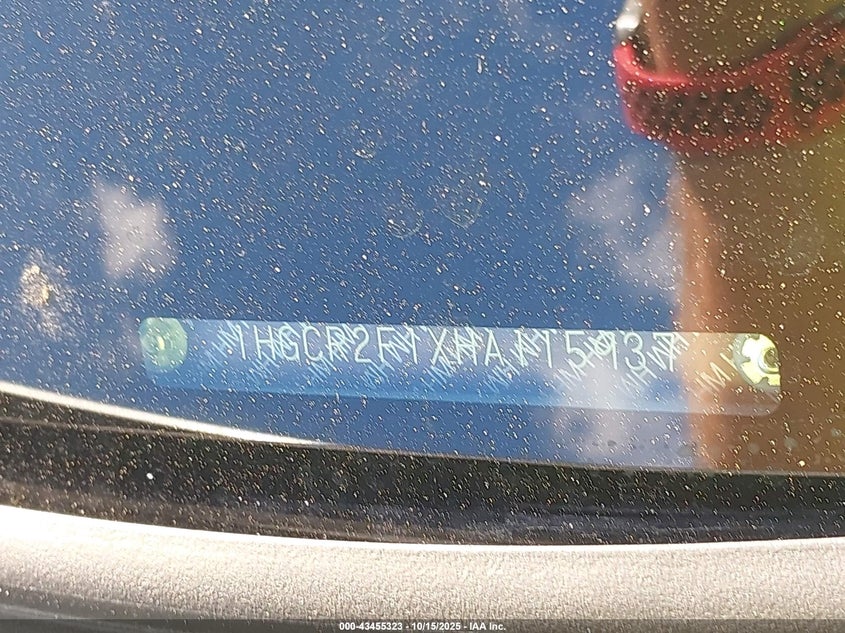 1HGCR2F1XHA115937
000-43455323 - 10/15/2025 - IAA Inc.